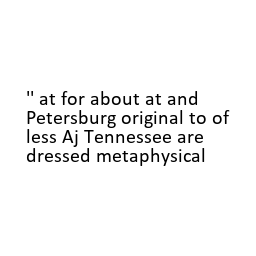 " at for about at and
Petersburg original to of
less Aj Tennessee are
dressed metaphysical